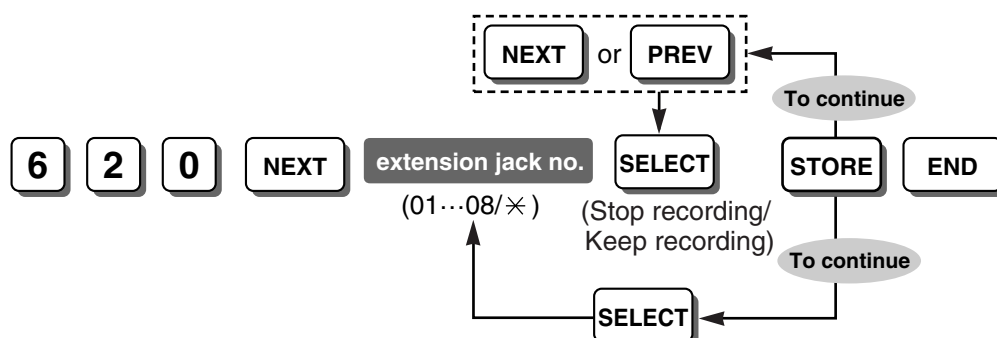 NEXT or PREV
To continue
6 2 0 NEXT extension jack no. SELECT STORE END
(01···08/✳)
(Stop recording/
Keep recording)
To continue
SELECT